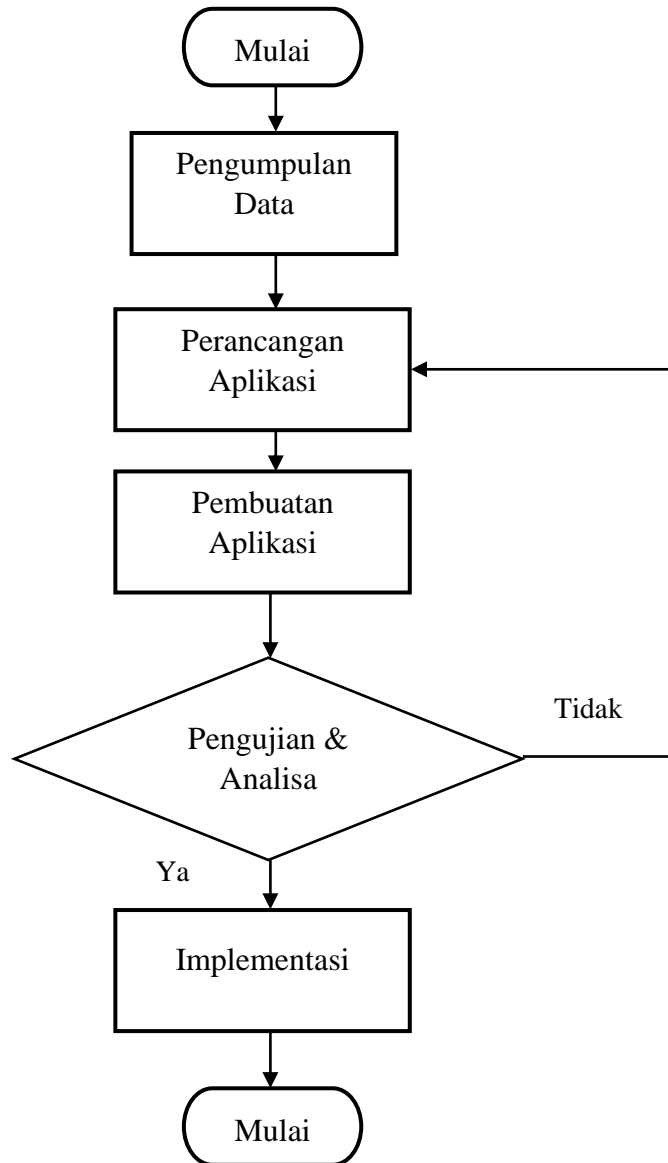 Mulai
Pengumpulan
Data
Perancangan
Aplikasi
Pembuatan
Aplikasi
Tidak
Pengujian &
Analisa
Ya
Implementasi
Mulai